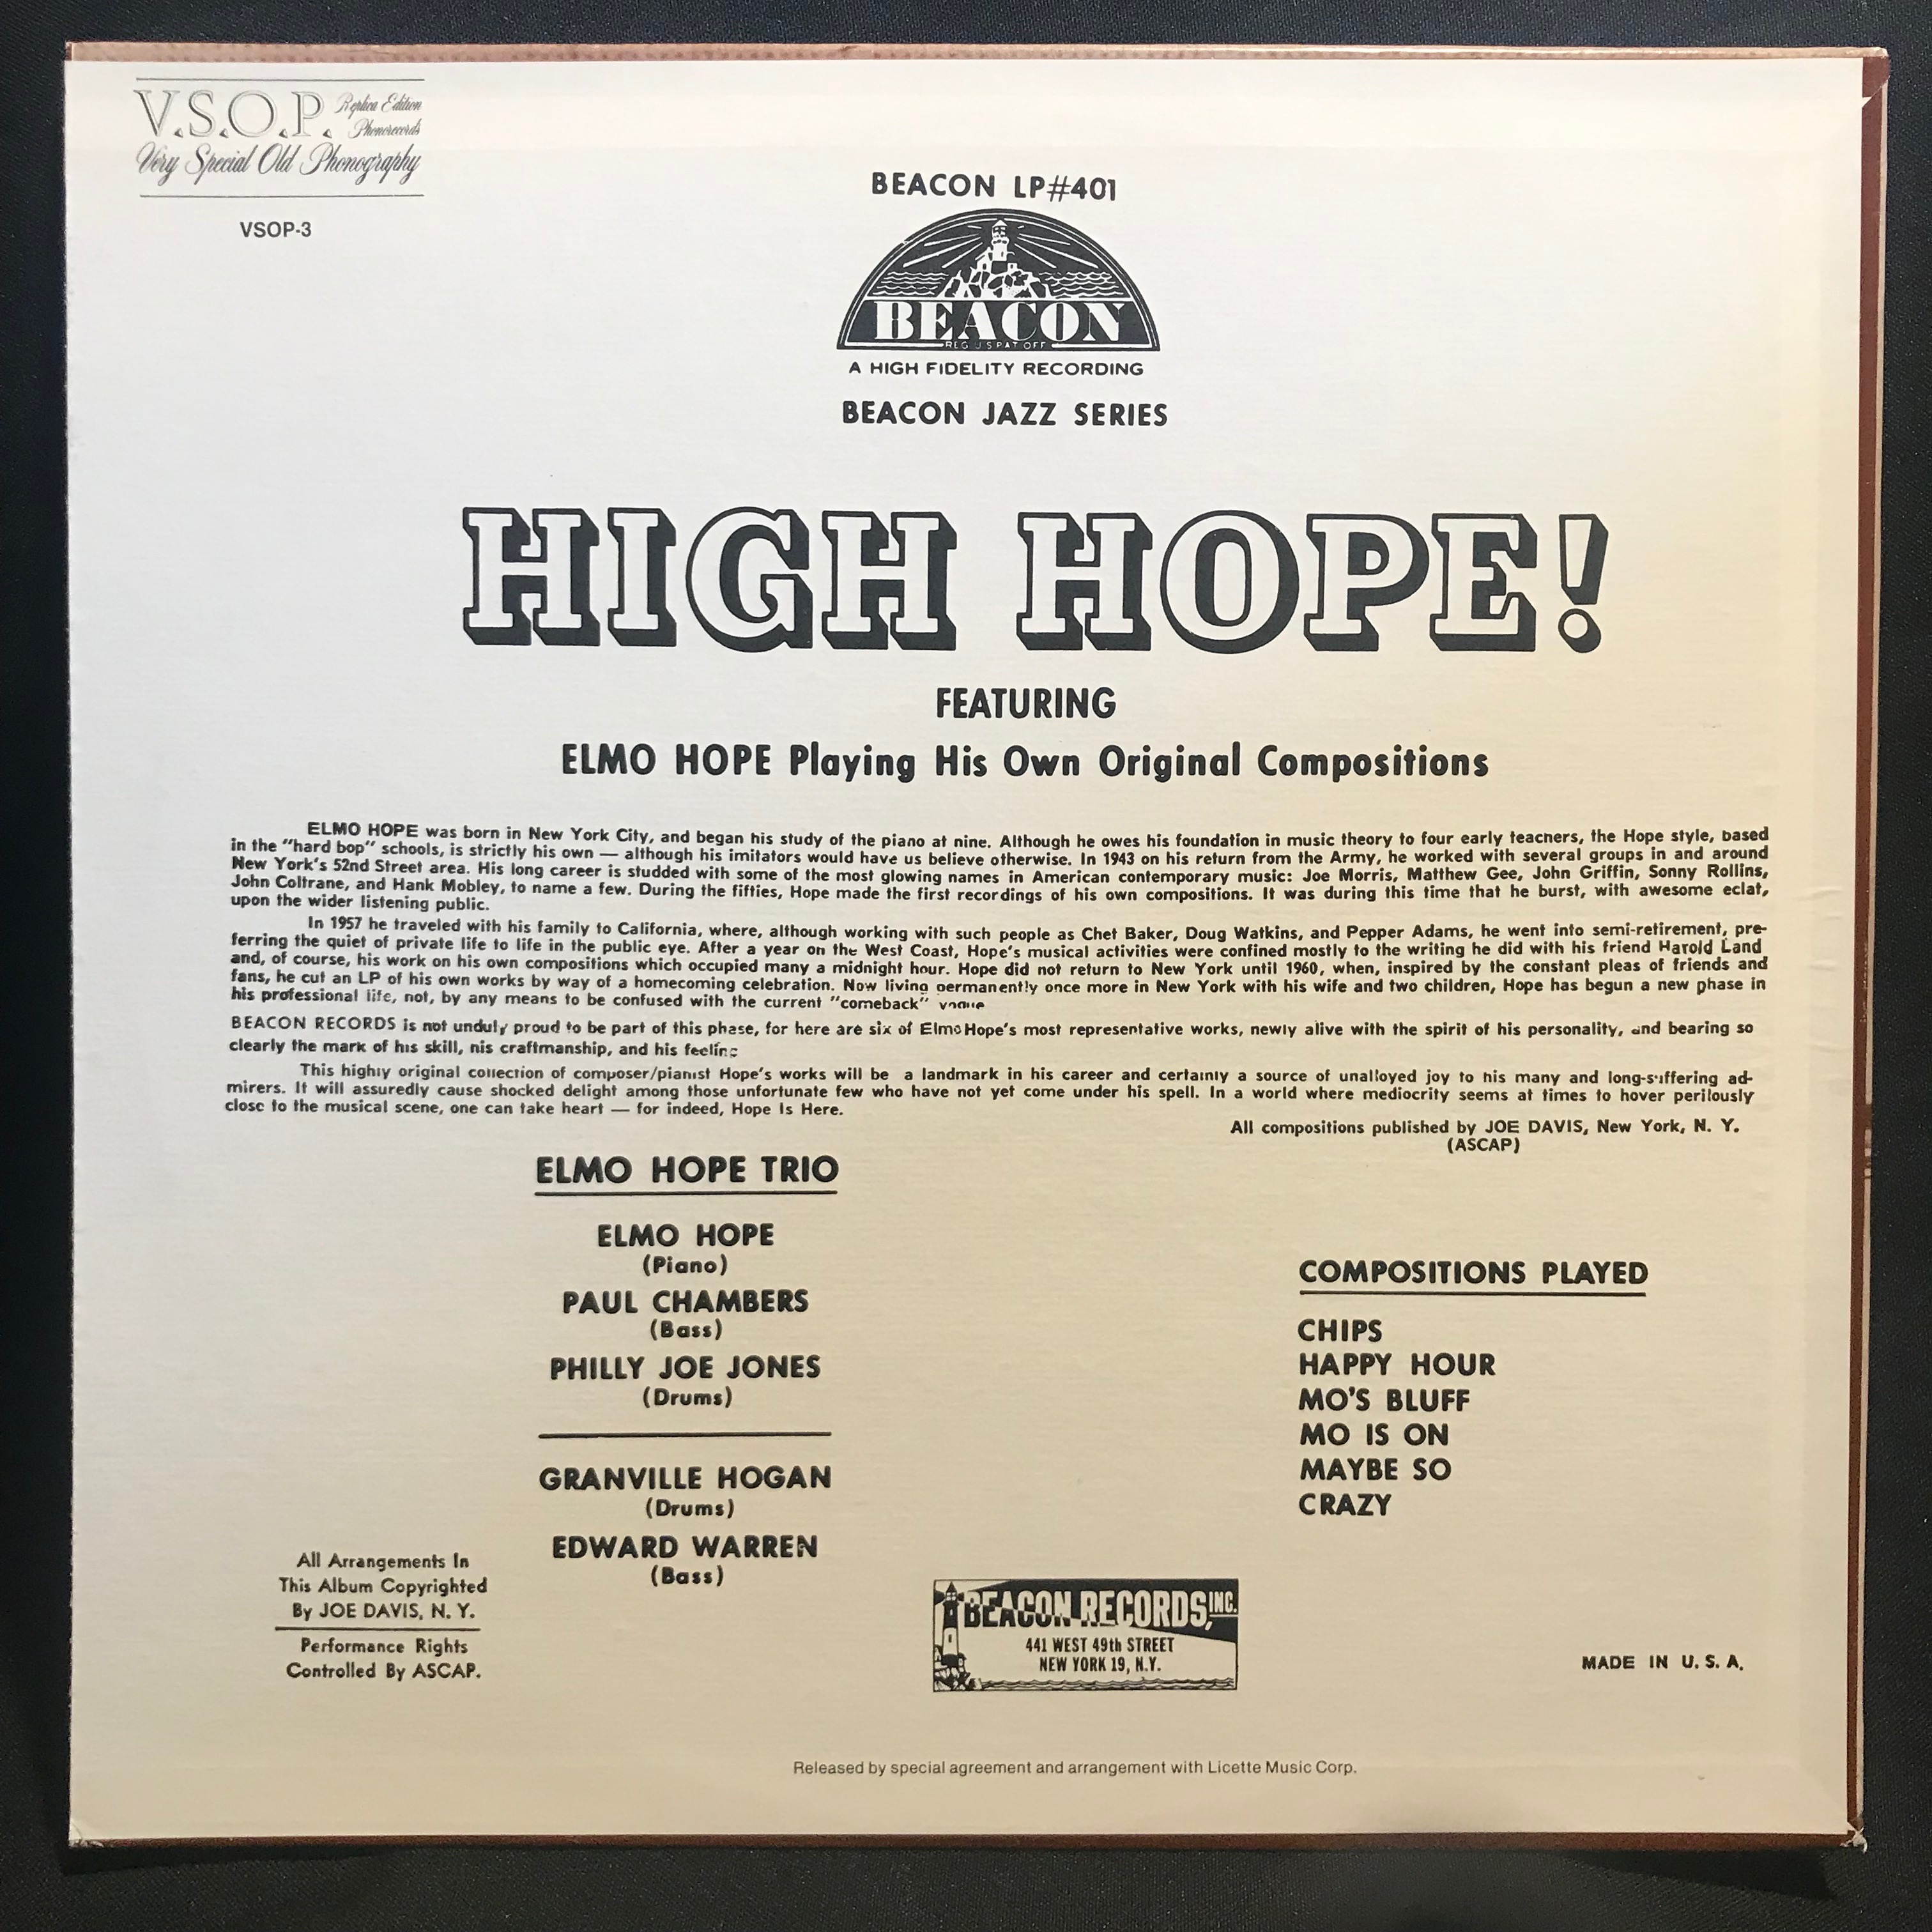 V.S.O.P. Replica Edition
Phonorecords
Very Special Old Phonography
VSOP-3
BEACON LP#401
BEACON
REG U S PAT OFF
A HIGH FIDELITY RECORDING
BEACON JAZZ SERIES
HIGH HOPE!
FEATURING
ELMO HOPE Playing His Own Original Compositions
ELMO HOPE was born in New York City, and began his study of the piano at nine. Although he owes his foundation in music theory to four early teachers, the Hope style, based
in the "hard bop" schools, is strictly his own — although his imitators would have us believe otherwise. In 1943 on his return from the Army, he worked with several groups in and around
New York's 52nd Street area. His long career is studded with some of the most glowing names in American contemporary music: Joe Morris, Matthew Gee, John Griffin, Sonny Rollins,
John Coltrane, and Hank Mobley, to name a few. During the fifties, Hope made the first recordings of his own compositions. It was during this time that he burst, with awesome eclat,
upon the wider listening public.
In 1957 he traveled with his family to California, where, although working with such people as Chet Baker, Doug Watkins, and Pepper Adams, he went into semi-retirement, pre-
ferring the quiet of private life to life in the public eye. After a year on the West Coast, Hope's musical activities were confined mostly to the writing he did with his friend Harold Land
and, of course, his work on his own compositions which occupied many a midnight hour. Hope did not return to New York until 1960, when, inspired by the constant pleas of friends and
fans, he cut an LP of his own works by way of a homecoming celebration. Now living permanently once more in New York with his wife and two children, Hope has begun a new phase in
his professional life, not, by any means to be confused with the current "comeback" vogue
BEACON RECORDS is not unduly proud to be part of this phase, for here are six of Elmo Hope's most representative works, newly alive with the spirit of his personality, and bearing so
clearly the mark of his skill, his craftmanship, and his feeling
This highly original collection of composer/pianist Hope's works will be a landmark in his career and certainly a source of unalloyed joy to his many and long-suffering ad-
mirers. It will assuredly cause shocked delight among those unfortunate few who have not yet come under his spell. In a world where mediocrity seems at times to hover perilously
close to the musical scene, one can take heart — for indeed, Hope Is Here.
All compositions published by JOE DAVIS, New York, N. Y.
(ASCAP)
ELMO HOPE TRIO
ELMO HOPE
(Piano)
PAUL CHAMBERS
(Bass)
PHILLY JOE JONES
(Drums)
GRANVILLE HOGAN
(Drums)
EDWARD WARREN
(Bass)
COMPOSITIONS PLAYED
CHIPS
HAPPY HOUR
MO'S BLUFF
MO IS ON
MAYBE SO
CRAZY
All Arrangements In
This Album Copyrighted
By JOE DAVIS, N. Y.
Performance Rights
Controlled By ASCAP.
BEACON RECORDS, INC.
441 WEST 49th STREET
NEW YORK 19, N.Y.
MADE IN U. S. A.
Released by special agreement and arrangement with Licette Music Corp.